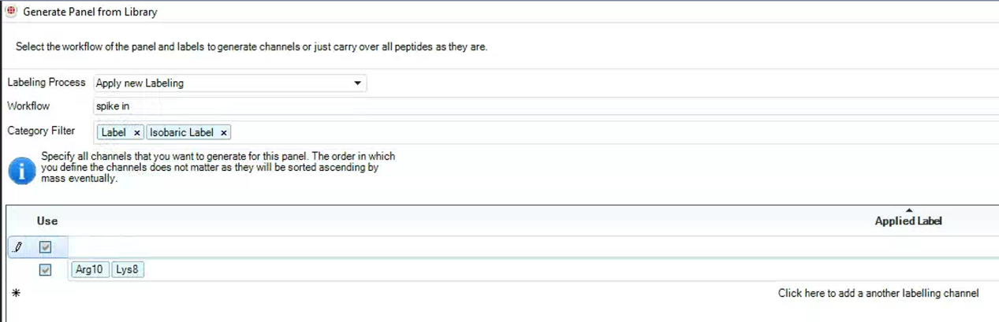 Generate Panel from Library
Select the workflow of the panel and labels to generate channels or just carry over all peptides as they are.
Labeling Process Apply new Labeling
Workflow spike in
Category Filter Label × Isobaric Label ×
Specify all channels that you want to generate for this panel. The order in which
you define the channels does not matter as they will be sorted ascending by
mass eventually.
Use Applied Label
Arg10 Lys8
Click here to add a another labelling channel